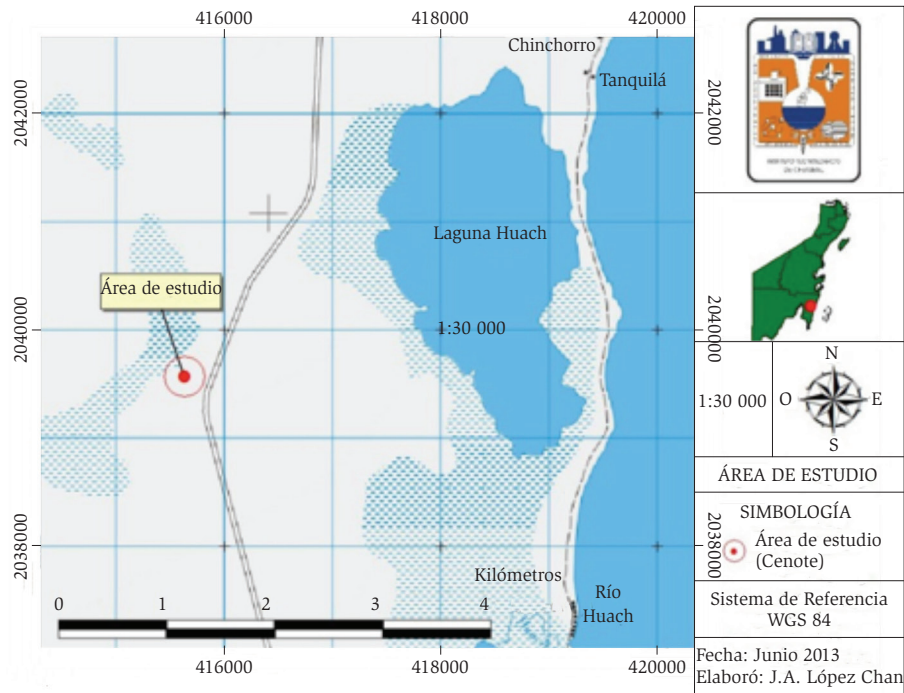 416000 418000 420000
Chinchorro
Tanquilá
2042000
2042000
Laguna Huach
Área de estudio
2040000
1:30 000
2040000
N
1:30 000
O E
S
ÁREA DE ESTUDIO
SIMBOLOGÍA
Área de estudio
(Cenote)
2038000
2038000
Kilómetros
Río
Huach
0 1 2 3 4
Sistema de Referencia
WGS 84
416000 418000 420000
Fecha: Junio 2013
Elaboró: J.A. López Chan